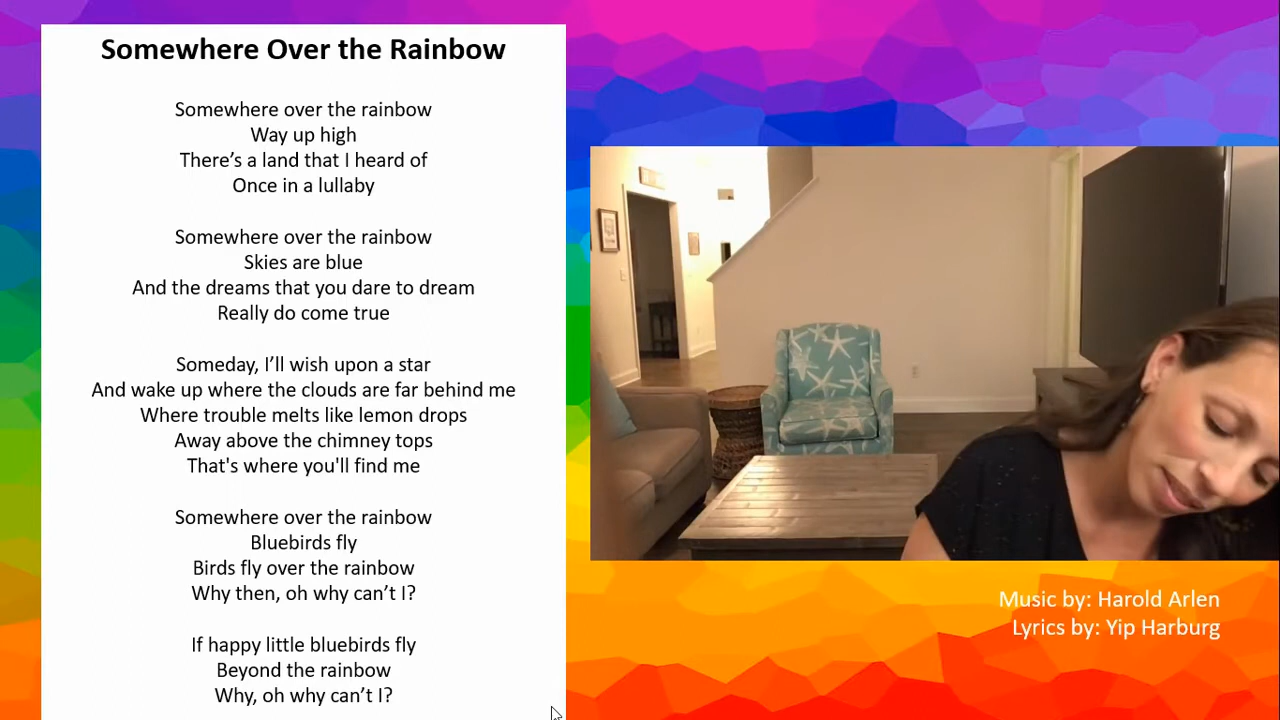 Somewhere Over the Rainbow
Somewhere over the rainbow
Way up high
There’s a land that I heard of
Once in a lullaby
Somewhere over the rainbow
Skies are blue
And the dreams that you dare to dream
Really do come true
Someday, I’ll wish upon a star
And wake up where the clouds are far behind me
Where trouble melts like lemon drops
Away above the chimney tops
That's where you'll find me
Somewhere over the rainbow
Bluebirds fly
Birds fly over the rainbow
Why then, oh why can’t I?
If happy little bluebirds fly
Beyond the rainbow
Why, oh why can’t I?
Music by: Harold Arlen
Lyrics by: Yip Harburg